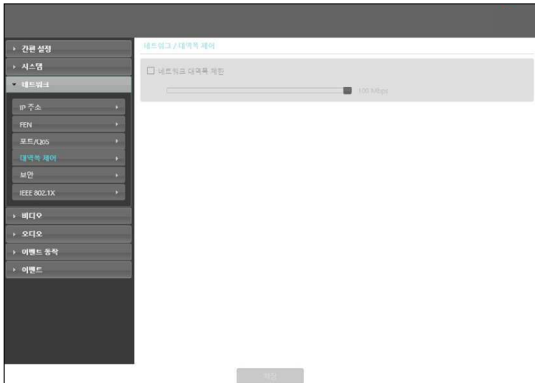 간편 설정
시스템
네트워크
IP 주소
FEN
포트/QoS
대역폭 제어
보안
IEEE 802.1X
비디오
오디오
이벤트 동작
이벤트
네트워크 / 대역폭 제어
네트워크 대역폭 제한
100 Mbps